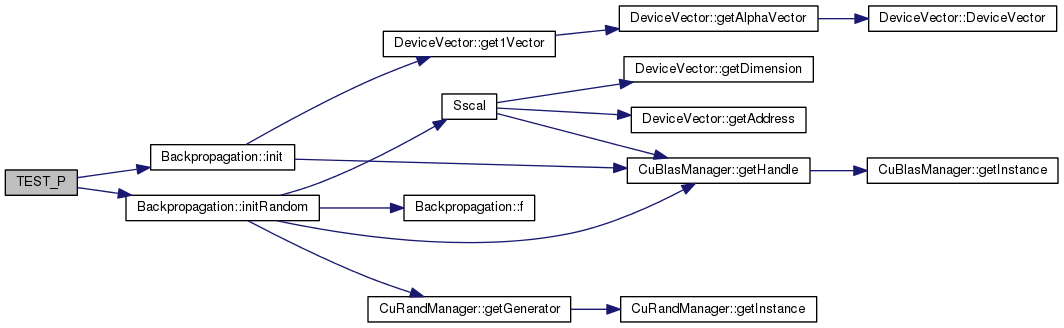 TEST_P
Backpropagation::init
Backpropagation::initRandom
DeviceVector::get1Vector
Sscal
Backpropagation::f
CuRandManager::getGenerator
DeviceVector::getAlphaVector
DeviceVector::getDimension
DeviceVector::getAddress
CuBlasManager::getHandle
CuRandManager::getInstance
DeviceVector::DeviceVector
CuBlasManager::getInstance